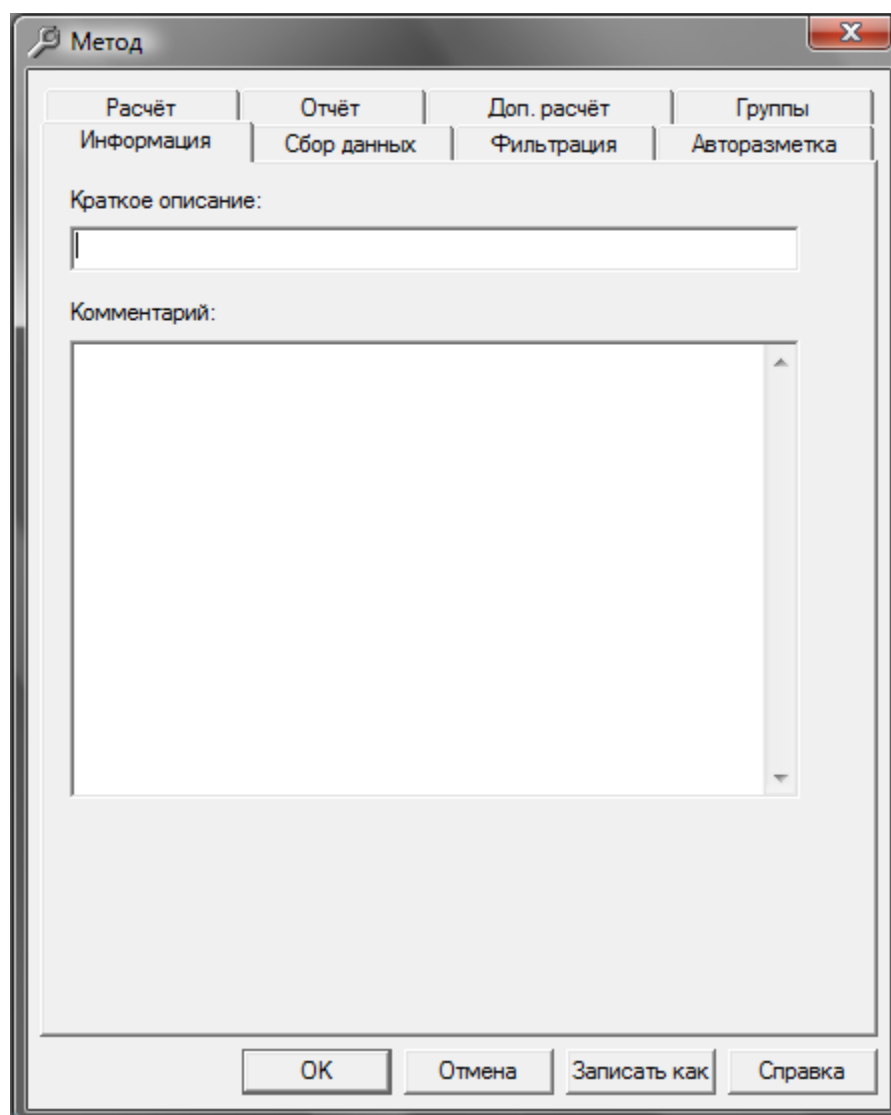 Метод
Расчёт Отчёт Доп. расчёт Группы
Информация Сбор данных Фильтрация Авторазметка
Краткое описание:
Комментарий:
OK Отмена Записать как Справка